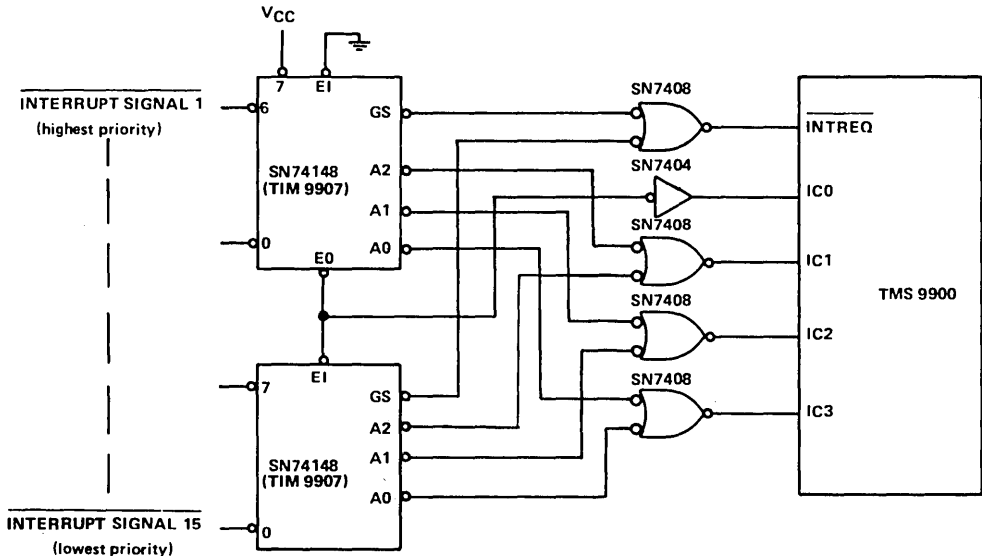 VCC
7
EI
INTERRUPT SIGNAL 1
(highest priority)
6
GS
SN74148
(TIM 9907)
A2
A1
A0
0
E0
SN7408
INTREQ
SN7404
IC0
SN7408
IC1
TMS 9900
SN7408
IC2
SN7408
IC3
EI
7
GS
A2
SN74148
(TIM 9907)
A1
A0
INTERRUPT SIGNAL 15
(lowest priority)
0